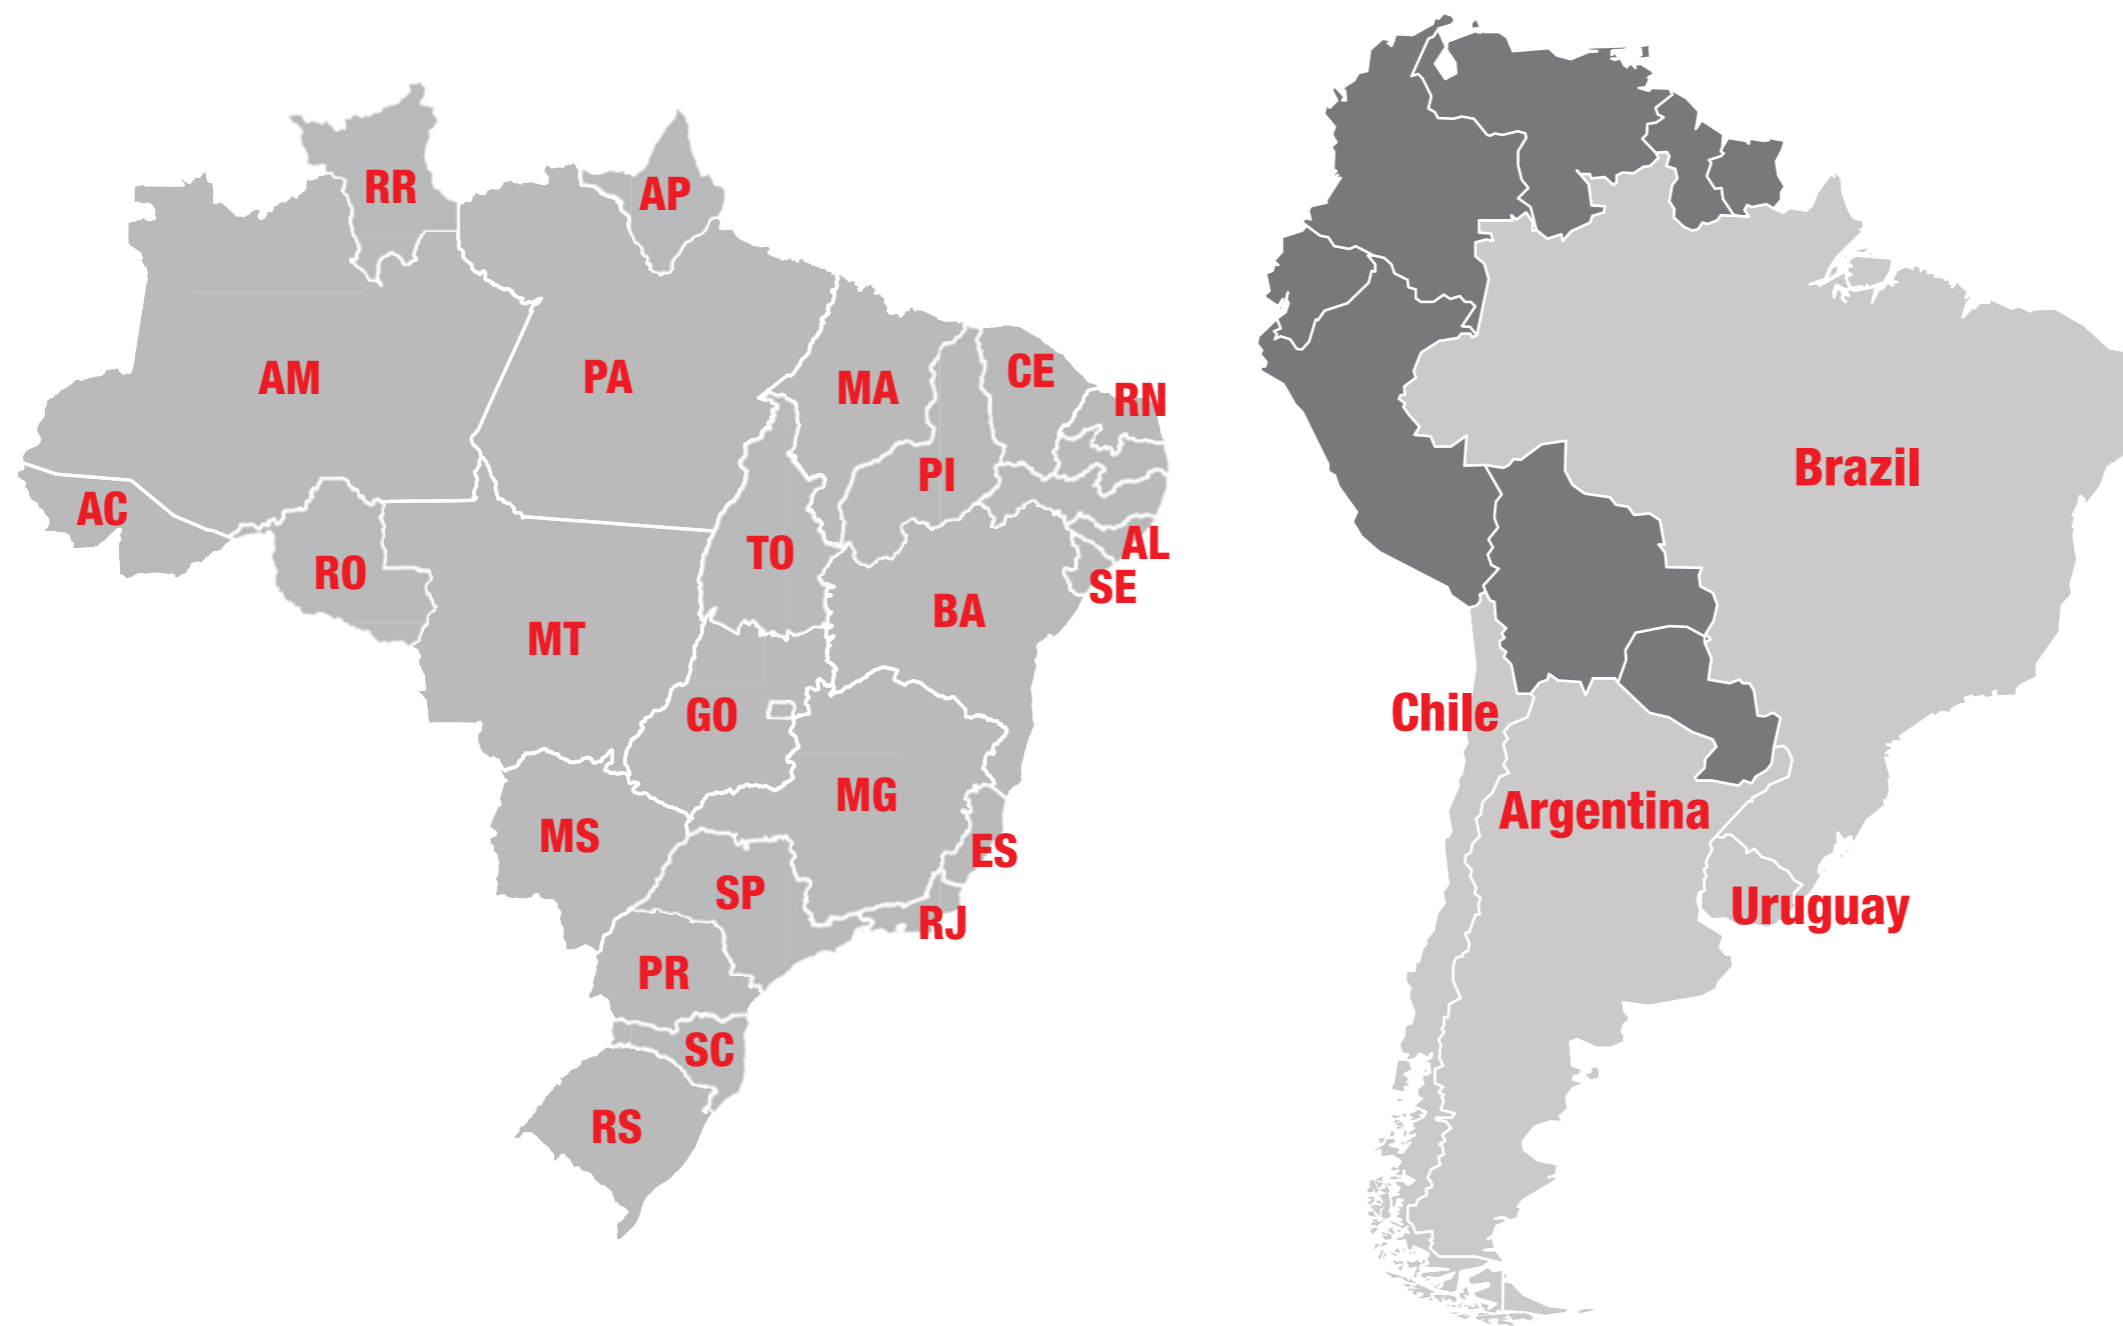 RR
AP
AM
PA
MA
CE
RN
PI
AC
RO
TO
AL
SE
BA
MT
GO
MG
MS
ES
SP
RJ
PR
SC
RS
Brazil
Chile
Argentina
Uruguay